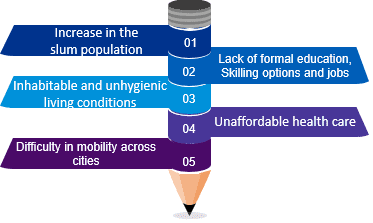 Increase in the
slum population
01
Lack of formal education,
Skilling options and jobs
02
Inhabitable and unhygienic
living conditions
03
Unaffordable health care
04
Difficulty in mobility across
cities
05